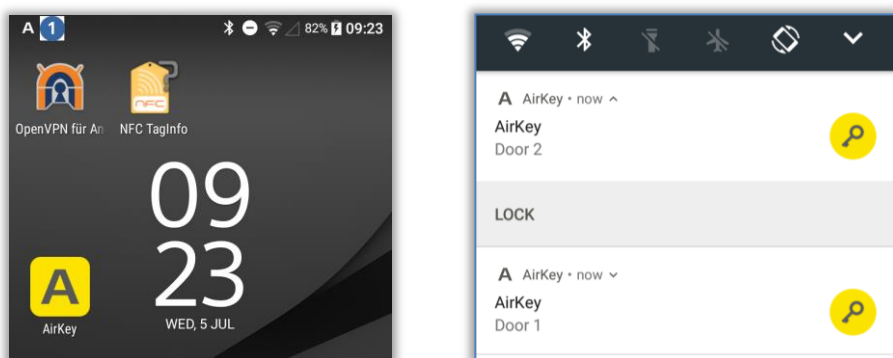 A 1 82% 09:23
OpenVPN für An
NFC
NFC TagInfo
09
23
WED, 5 JUL
A
AirKey
A AirKey • now
AirKey
Door 2
LOCK
A AirKey • now
AirKey
Door 1